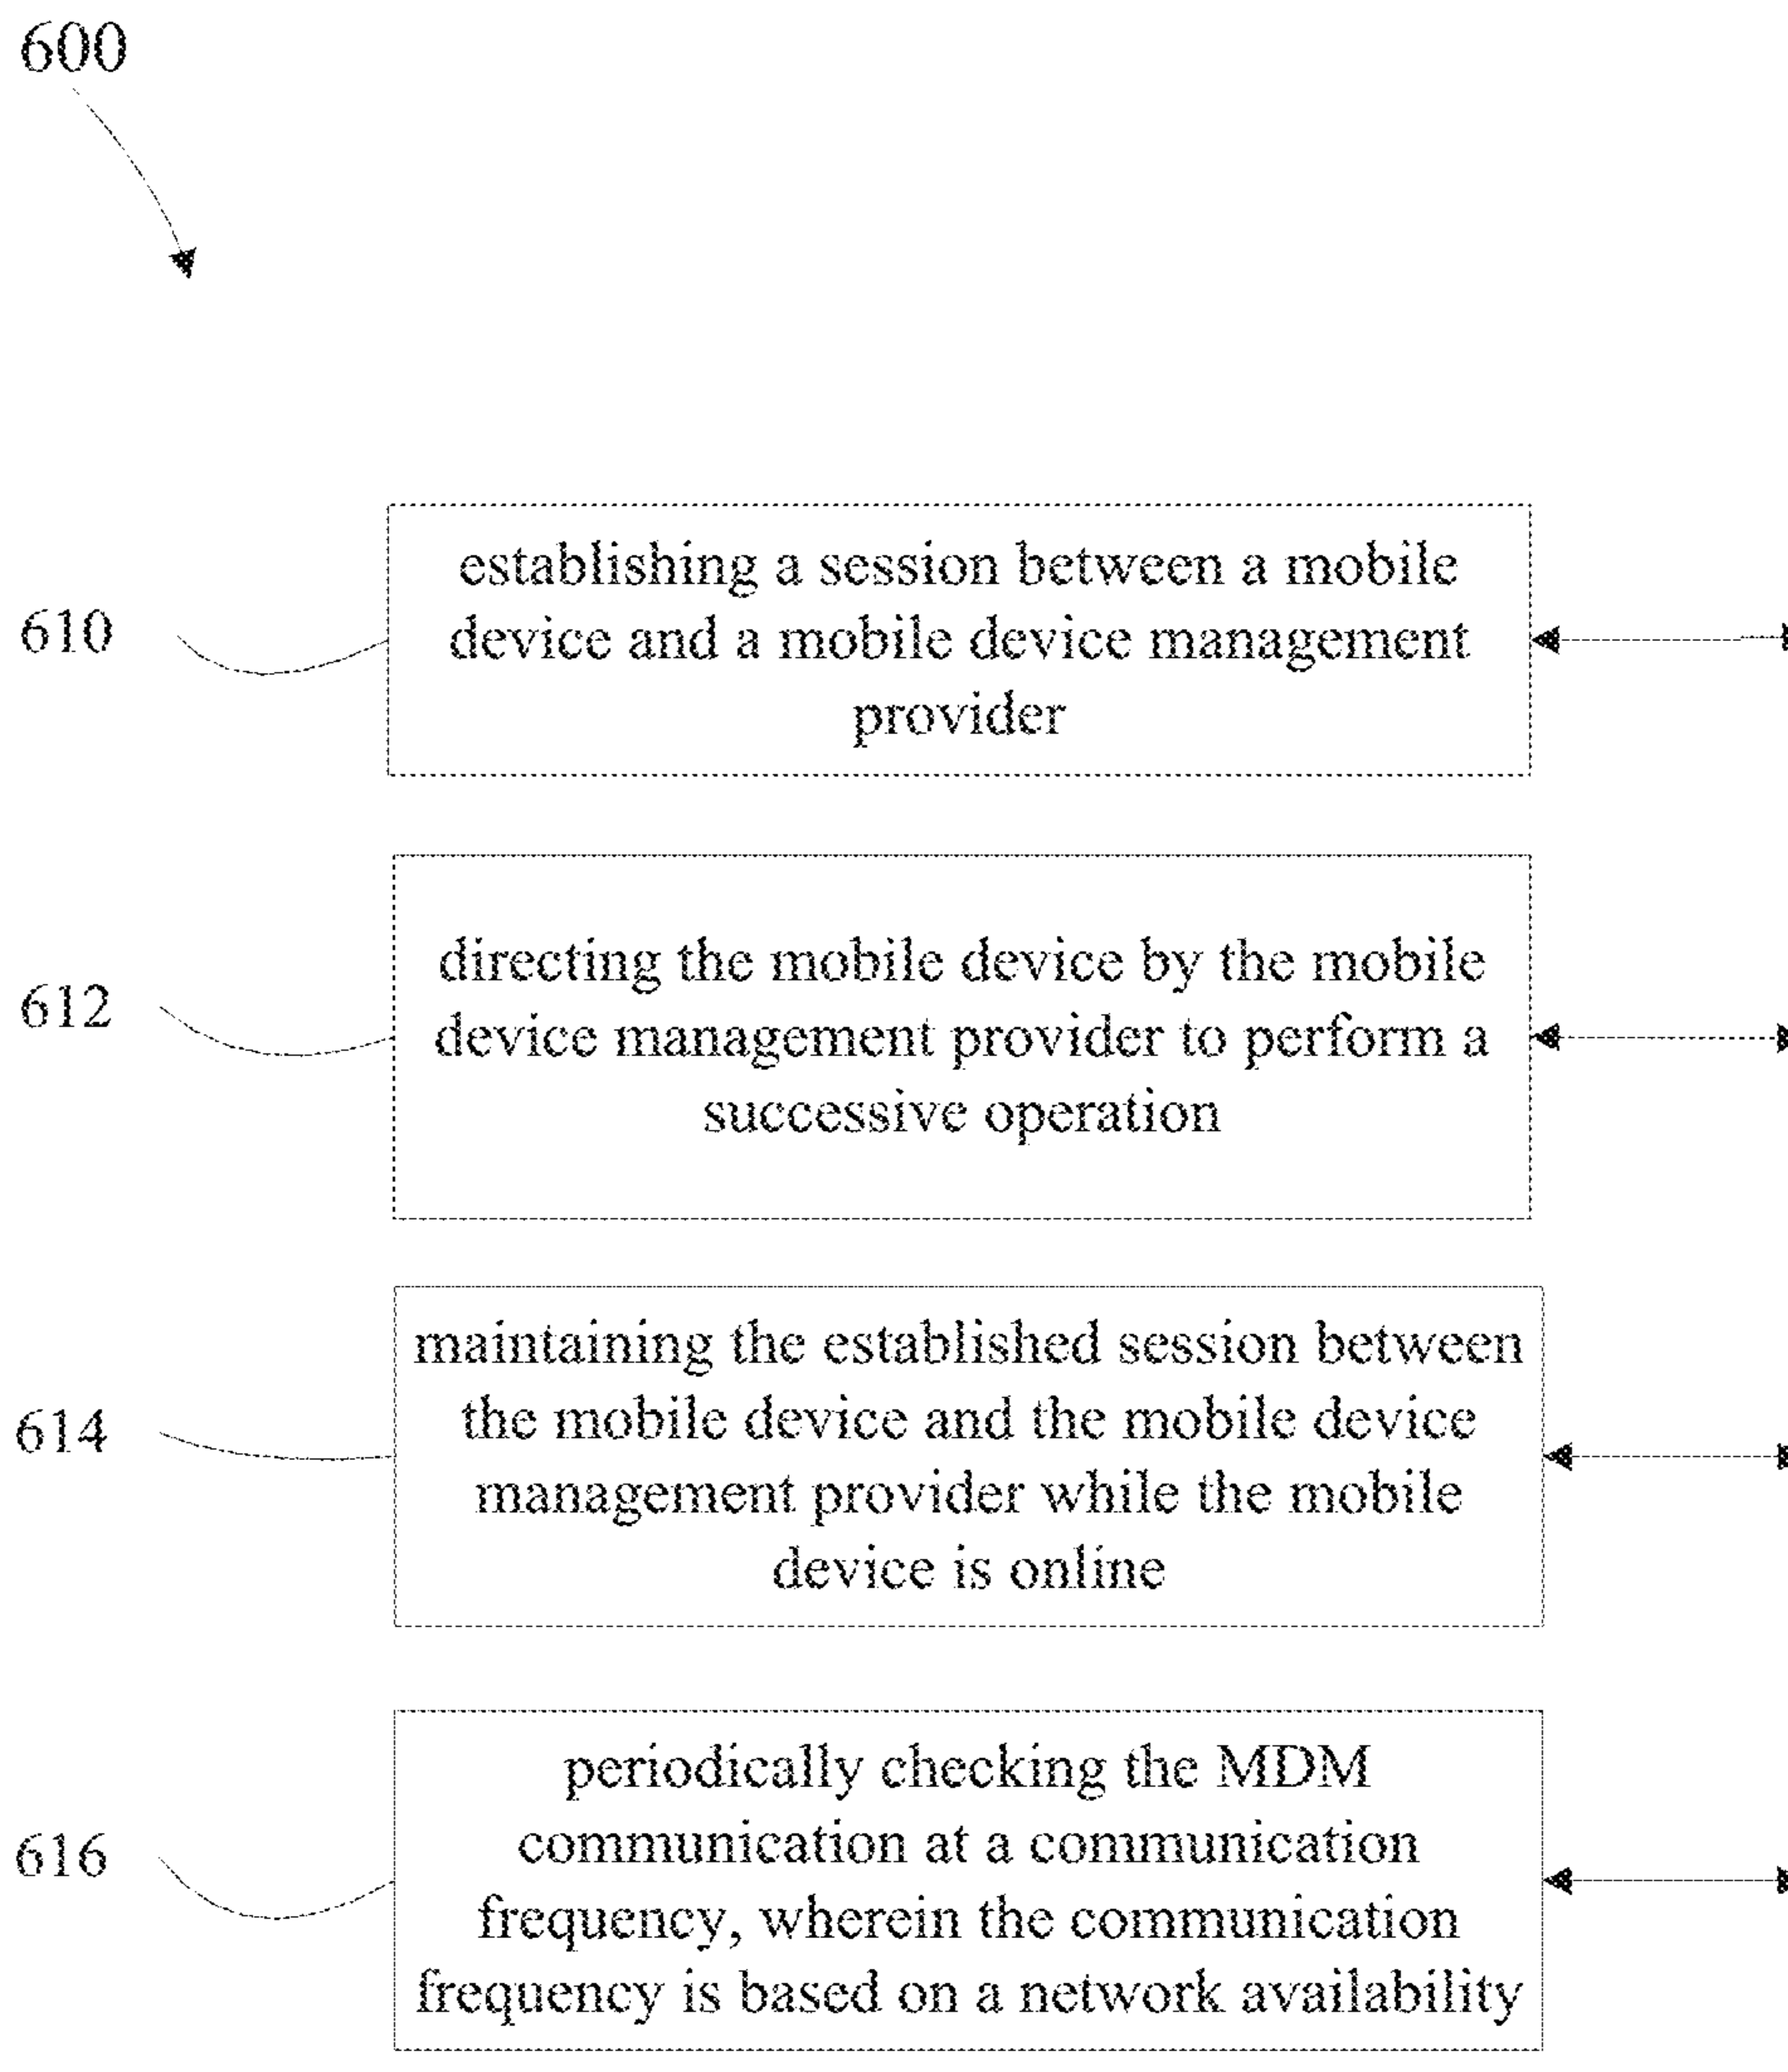 600
610
establishing a session between a mobile
device and a mobile device management
provider
612
directing the mobile device by the mobile
device management provider to perform a
successive operation
614
maintaining the established session between
the mobile device and the mobile device
management provider while the mobile
device is online
616
periodically checking the MDM
communication at a communication
frequency, wherein the communication
frequency is based on a network availability